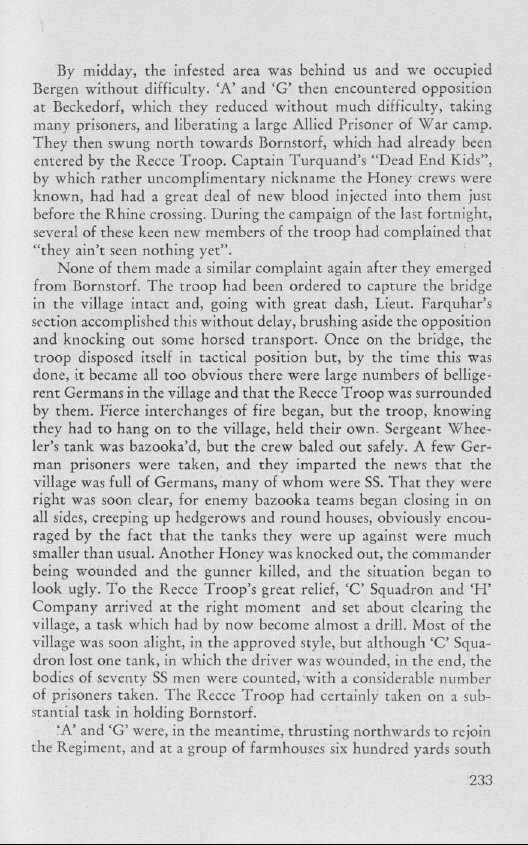 By midday, the infested area was behind us and we occupied
Bergen without difficulty. ‘A’ and ‘G’ then encountered opposition
at Beckedorf, which they reduced without much difficulty, taking
many prisoners, and liberating a large Allied Prisoner of War camp.
They then swung north towards Bornstorf, which had already been
entered by the Recce Troop. Captain Turquand’s “Dead End Kids”,
by which rather uncomplimentary nickname the Honey crews were
known, had had a great deal of new blood injected into them just
before the Rhine crossing. During the campaign of the last fortnight,
several of these keen new members of the troop had complained that
“they ain’t seen nothing yet”.
None of them made a similar complaint again after they emerged
from Bornstorf. The troop had been ordered to capture the bridge
in the village intact and, going with great dash, Lieut. Farquhar’s
section accomplished this without delay, brushing aside the opposition
and knocking out some horsed transport. Once on the bridge, the
troop disposed itself in tactical position but, by the time this was
done, it became all too obvious there were large numbers of bellige-
rent Germans in the village and that the Recce Troop was surrounded
by them. Fierce interchanges of fire began, but the troop, knowing
they had to hang on to the village, held their own. Sergeant Whee-
ler’s tank was bazooka’d, but the crew baled out safely. A few Ger-
man prisoners were taken, and they imparted the news that the
village was full of Germans, many of whom were SS. That they were
right was soon clear, for enemy bazooka teams began closing in on
all sides, creeping up hedgerows and round houses, obviously encou-
raged by the fact that the tanks they were up against were much
smaller than usual. Another Honey was knocked out, the commander
being wounded and the gunner killed, and the situation began to
look ugly. To the Recce Troop’s great relief, ‘C’ Squadron and ‘H’
Company arrived at the right moment and set about clearing the
village, a task which had by now become almost a drill. Most of the
village was soon alight, in the approved style, but although ‘C’ Squa-
dron lost one tank, in which the driver was wounded, in the end, the
bodies of seventy SS men were counted, with a considerable number
of prisoners taken. The Recce Troop had certainly taken on a sub-
stantial task in holding Bornstorf.
‘A’ and ‘G’ were, in the meantime, thrusting northwards to rejoin
the Regiment, and at a group of farmhouses six hundred yards south
233